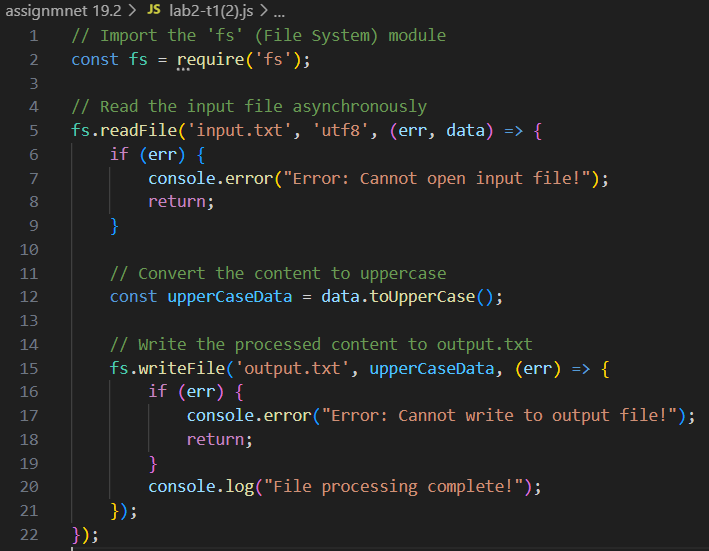 assignmnet 19.2 > JS lab2-t1(2).js > ...
1 // Import the 'fs' (File System) module
2 const fs = require('fs');
3
4 // Read the input file asynchronously
5 fs.readFile('input.txt', 'utf8', (err, data) => {
6     if (err) {
7         console.error("Error: Cannot open input file!");
8         return;
9     }
10
11     // Convert the content to uppercase
12     const upperCaseData = data.toUpperCase();
13
14     // Write the processed content to output.txt
15     fs.writeFile('output.txt', upperCaseData, (err) => {
16         if (err) {
17             console.error("Error: Cannot write to output file!");
18             return;
19         }
20         console.log("File processing complete!");
21     });
22 });